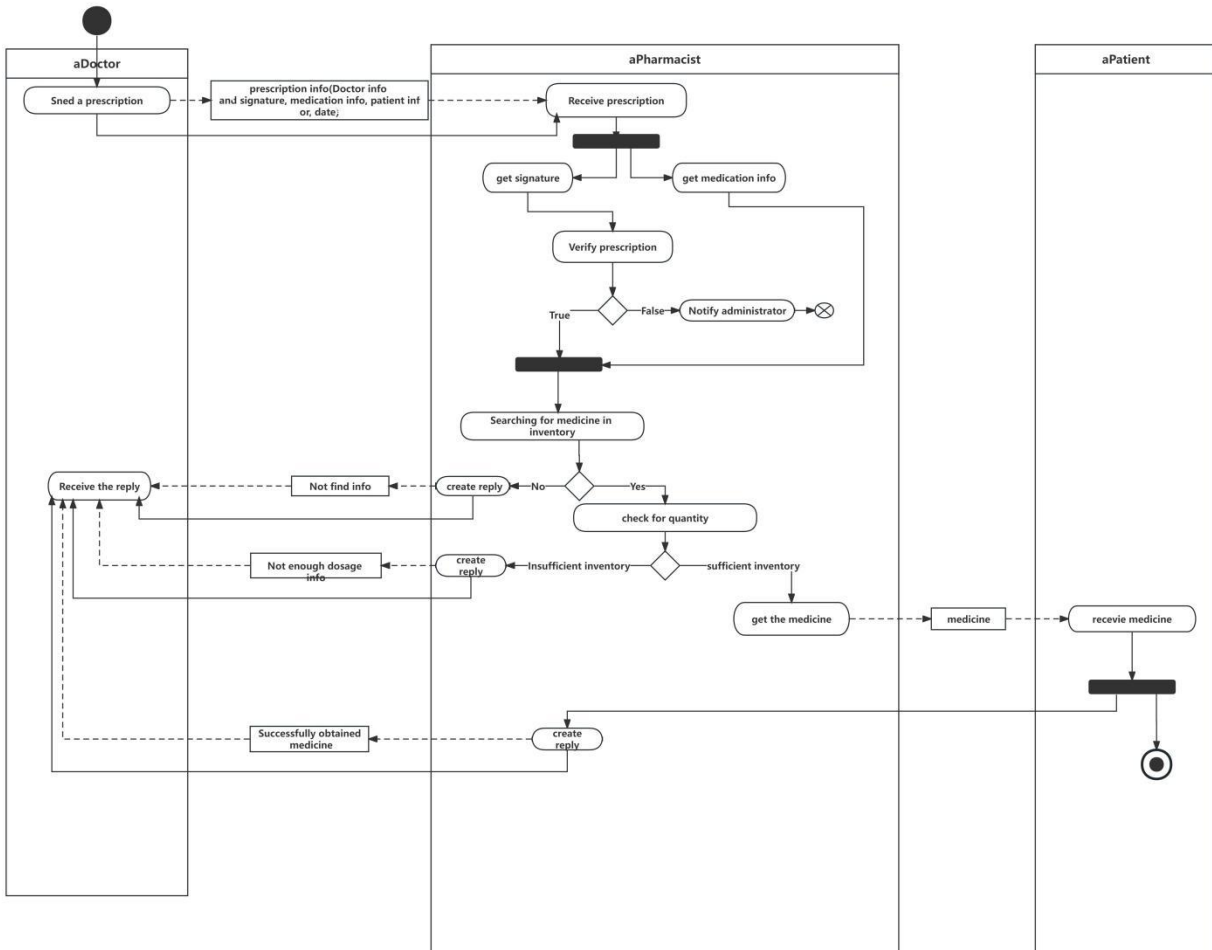 aDoctor
aPharmacist
aPatient
Sned a prescription
prescription info(Doctor info
and signature, medication info, patient inf
or, date)
Receive prescription
get signature
get medication info
Verify prescription
True
False
Notify administrator
Searching for medicine in
inventory
Receive the reply
Not find info
create reply
No
Yes
check for quantity
Not enough dosage
info
create
reply
Insufficient inventory
sufficient inventory
get the medicine
medicine
recevie medicine
Successfully obtained
medicine
create
reply